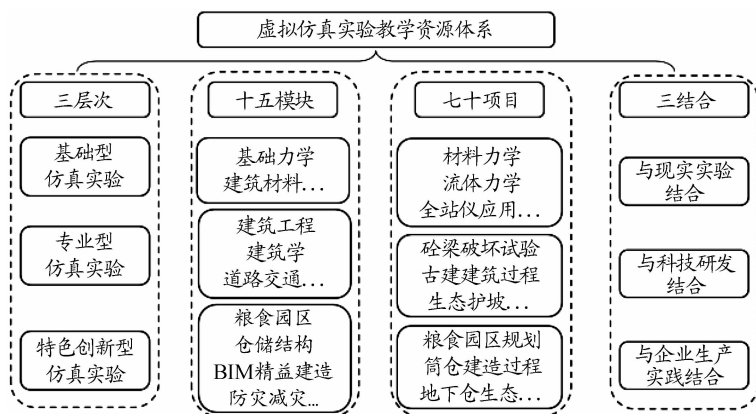 虚拟仿真实验教学资源体系
三层次
基础型
仿真实验
专业型
仿真实验
特色创新型
仿真实验
十五模块
基础力学
建筑材料...
建筑工程
建筑学
道路交通...
粮食园区
仓储结构
BIM精益建造
防灾减灾...
七十项目
材料力学
流体力学
全站仪应用...
砼梁破坏试验
古建建筑过程
生态护坡...
粮食园区规划
筒仓建造过程
地下仓生态...
三结合
与现实实验
结合
与科技研发
结合
与企业生产
实践结合